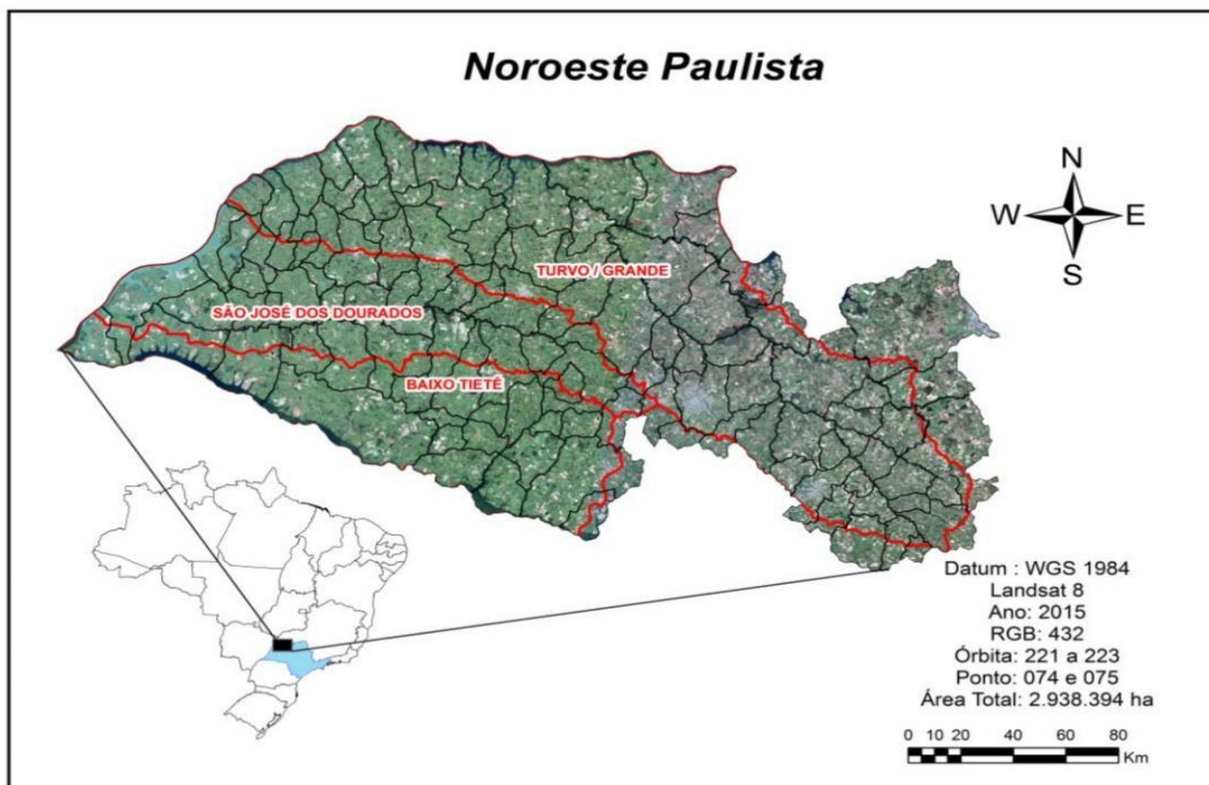 Noroeste Paulista
N
W E
S
TURVO / GRANDE
SÃO JOSÉ DOS DOURADOS
BAIXO TIETÊ
Datum : WGS 1984
Landsat 8
Ano: 2015
RGB: 432
Órbita: 221 a 223
Ponto: 074 e 075
Área Total: 2.938.394 ha
0 10 20 40 60 80
Km